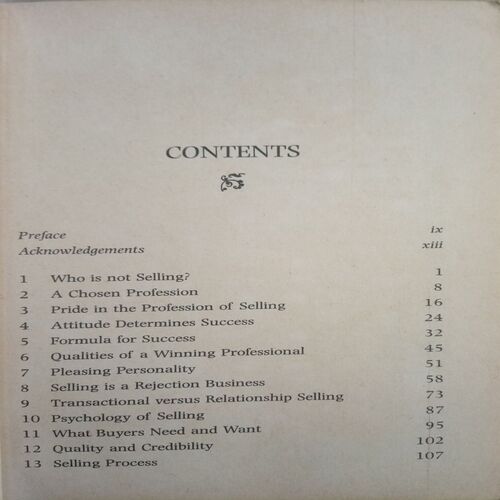 CONTENTS
Preface ix
Acknowledgements xiii
1 Who is not Selling? 1
2 A Chosen Profession 8
3 Pride in the Profession of Selling 16
4 Attitude Determines Success 24
5 Formula for Success 32
6 Qualities of a Winning Professional 45
7 Pleasing Personality 51
8 Selling is a Rejection Business 58
9 Transactional versus Relationship Selling 73
10 Psychology of Selling 87
11 What Buyers Need and Want 95
12 Quality and Credibility 102
13 Selling Process 107